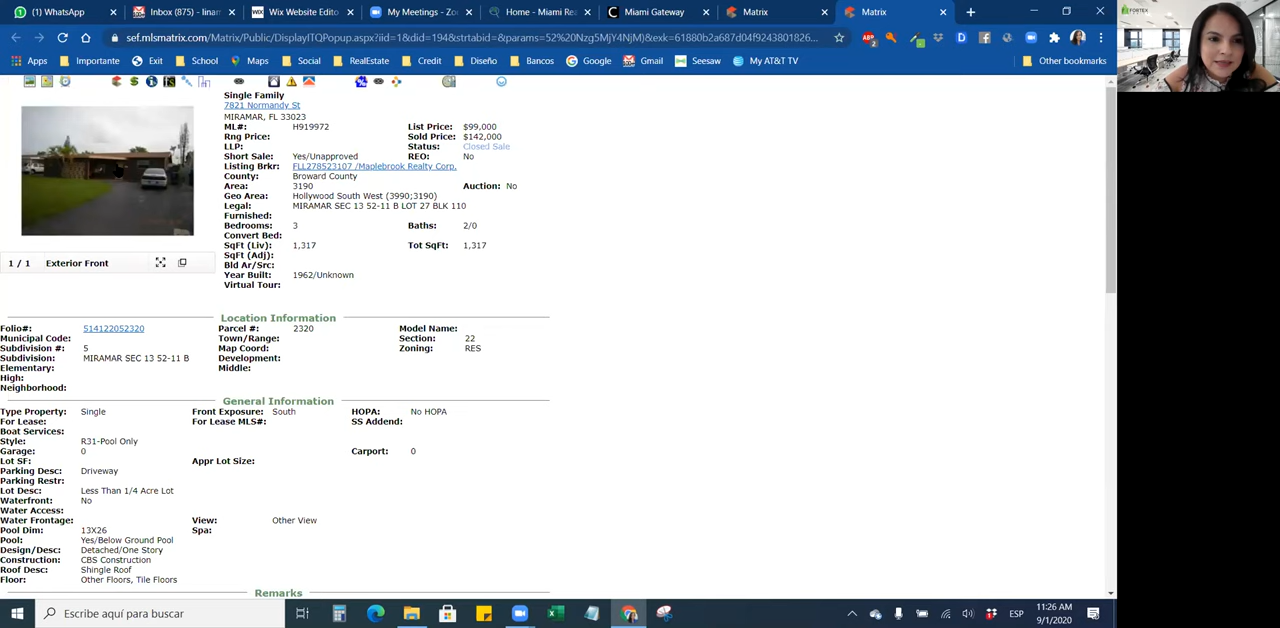 (1) WhatsApp
Inbox (875) - linam
Wix Website Edito
My Meetings - Zoo
Home - Miami Rea
Miami Gateway
Matrix
Matrix
sef.mlsmatrix.com/Matrix/Public/DisplayITQPopup.aspx?iid=1&did=194&strtabid=&params=52%20Nzg5MjY4NjM)&exk=61880b2a687d04f9243801826...
Apps
Importante
Exit
School
Maps
Social
RealEstate
Credit
Diseño
Bancos
Google
Gmail
Seesaw
My AT&T TV
Other bookmarks
Single Family
7821 Normandy St
MIRAMAR, FL 33023
ML#: H919972 List Price: $99,000
Rng Price: Sold Price: $142,000
LLP: Status: Closed Sale
Short Sale: Yes/Unapproved REO: No
Listing Brkr: FLL278523107 /Maplebrook Realty Corp.
County: Broward County
Area: 3190 Auction: No
Geo Area: Hollywood South West (3990;3190)
Legal: MIRAMAR SEC 13 52-11 B LOT 27 BLK 110
Furnished:
Bedrooms: 3 Baths: 2/0
Convert Bed:
SqFt (Liv): 1,317 Tot SqFt: 1,317
SqFt (Adj):
Bld Ar/Src:
Year Built: 1962/Unknown
Virtual Tour:
1 / 1 Exterior Front
Location Information
Folio#: 514122052320 Parcel #: 2320 Model Name:
Municipal Code: Town/Range: Section: 22
Subdivision #: 5 Map Coord: Zoning: RES
Subdivision: MIRAMAR SEC 13 52-11 B Development:
Elementary: Middle:
High:
Neighborhood:
General Information
Type Property: Single Front Exposure: South HOPA: No HOPA
For Lease: For Lease MLS#: SS Addend:
Boat Services:
Style: R31-Pool Only
Garage: 0 Carport: 0
Lot SF: Appr Lot Size:
Parking Desc: Driveway
Parking Restr:
Lot Desc: Less Than 1/4 Acre Lot
Waterfront: No
Water Access:
Water Frontage: View: Other View
Pool Dim: 13X26 Spa:
Pool: Yes/Below Ground Pool
Design/Desc: Detached/One Story
Construction: CBS Construction
Roof Desc: Shingle Roof
Floor: Other Floors, Tile Floors
Remarks
Escribe aquí para buscar
ESP
11:26 AM
9/1/2020